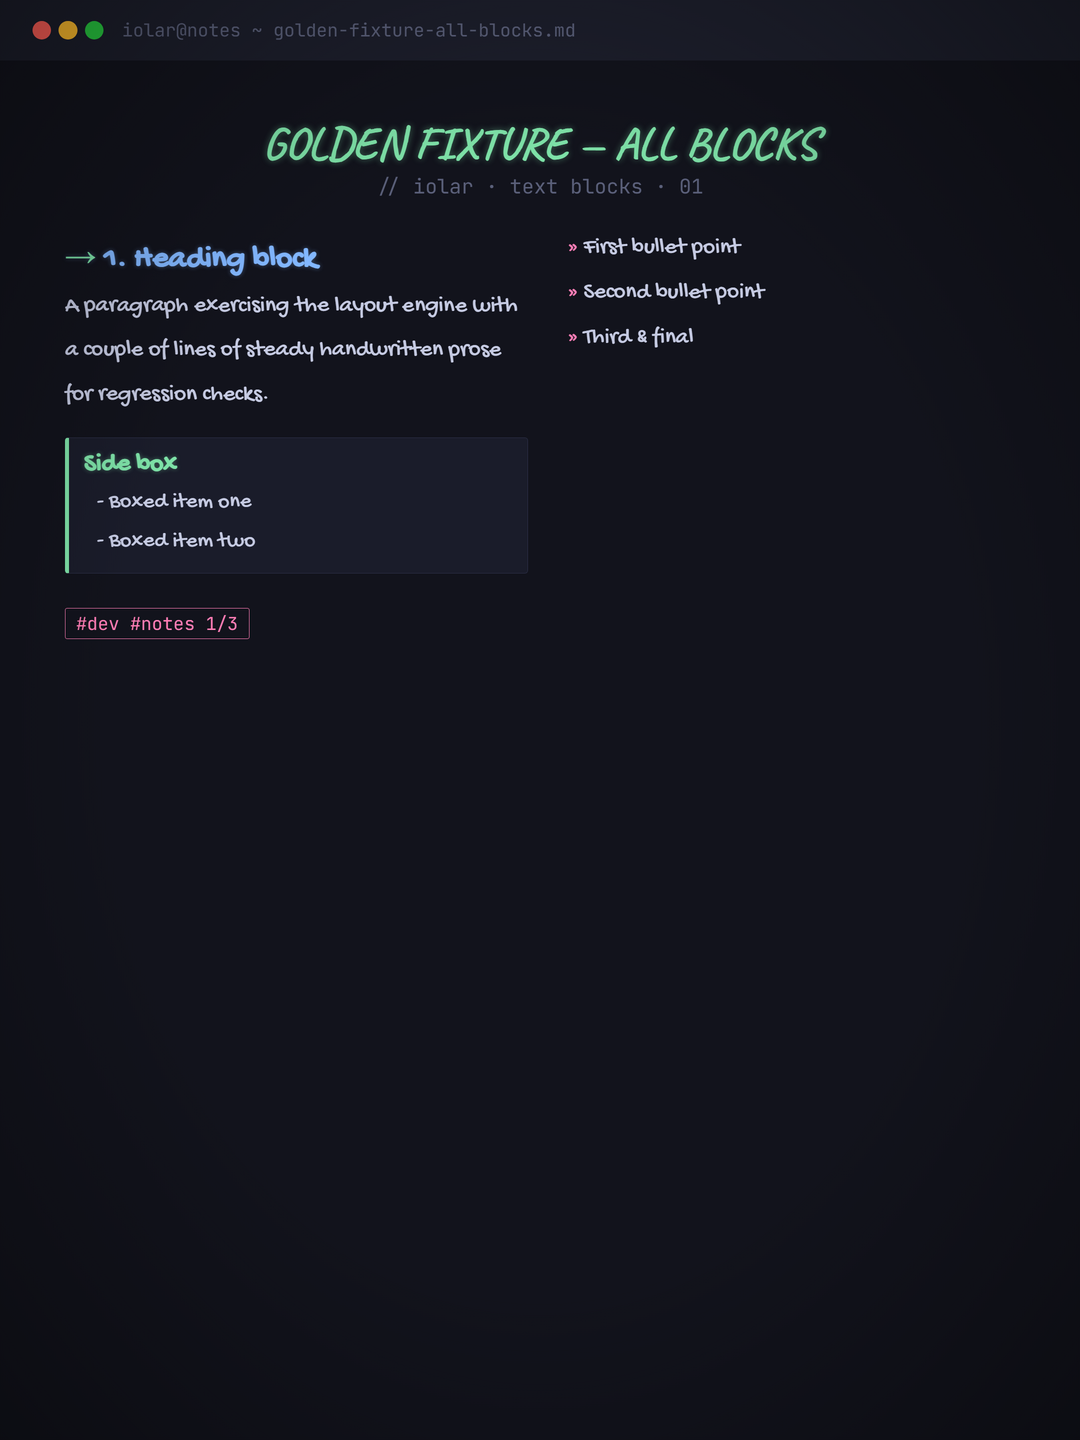 iolar@notes ~ golden-fixture-all-blocks.md
GOLDEN FIXTURE — ALL BLOCKS
// iolar · text blocks · 01
→ 1. Heading block
A paragraph exercising the layout engine with
a couple of lines of steady handwritten prose
for regression checks.
Side box
- Boxed item one
- Boxed item two
#dev #notes 1/3
» First bullet point
» Second bullet point
» Third & final